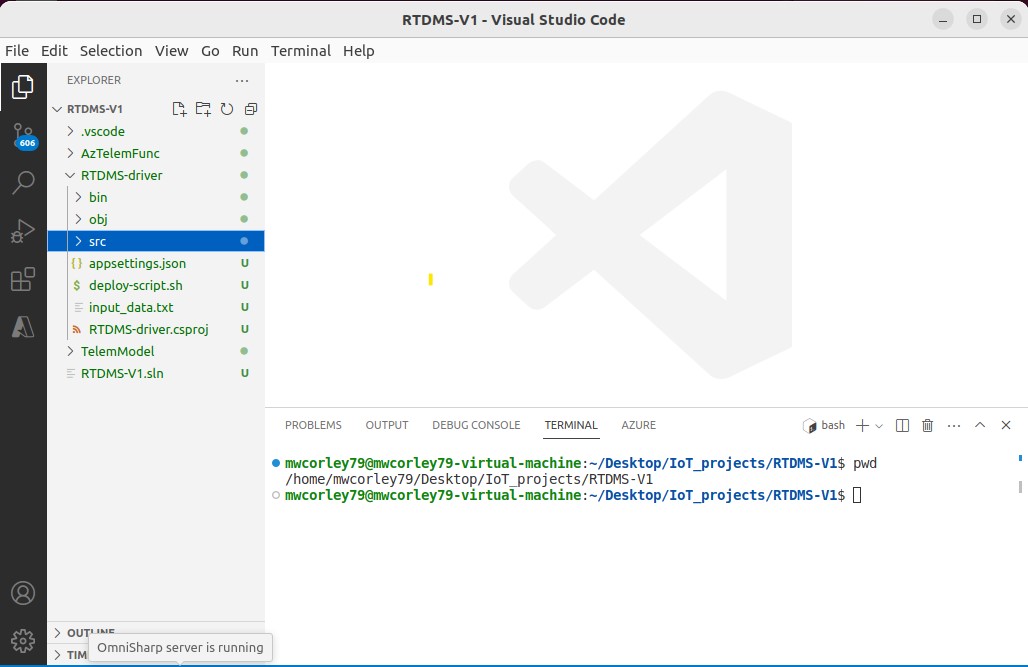 RTDMS-V1 - Visual Studio Code
File Edit Selection View Go Run Terminal Help
EXPLORER
RTDMS-V1
.vscode
AzTelemFunc
RTDMS-driver
bin
obj
src
{} appsettings.json U
$ deploy-script.sh U
input_data.txt U
RTDMS-driver.csproj U
TelemModel
RTDMS-V1.sln U
606
OUTLINE
OmniSharp server is running
PROBLEMS OUTPUT DEBUG CONSOLE TERMINAL AZURE
bash
mwcorley79@mwcorley79-virtual-machine:~/Desktop/IoT_projects/RTDMS-V1$ pwd
/home/mwcorley79/Desktop/IoT_projects/RTDMS-V1
mwcorley79@mwcorley79-virtual-machine:~/Desktop/IoT_projects/RTDMS-V1$